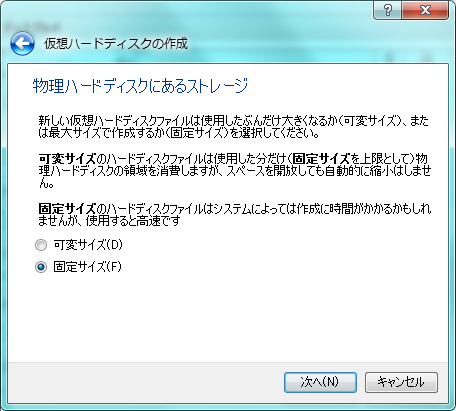 仮想ハードディスクの作成
物理ハードディスクにあるストレージ
新しい仮想ハードディスクファイルは使用したぶんだけ大きくなるか(可変サイズ)、また
は最大サイズで作成するか(固定サイズ)を選択してください。
可変サイズのハードディスクファイルは使用した分だけ(固定サイズを上限として)物
理ハードディスクの領域を消費しますが、スペースを開放しても自動的に縮小はしませ
ん。
固定サイズのハードディスクファイルはシステムによっては作成に時間がかかるかもしれ
ませんが、使用すると高速です
可変サイズ(D)
固定サイズ(F)
次へ(N)
キャンセル